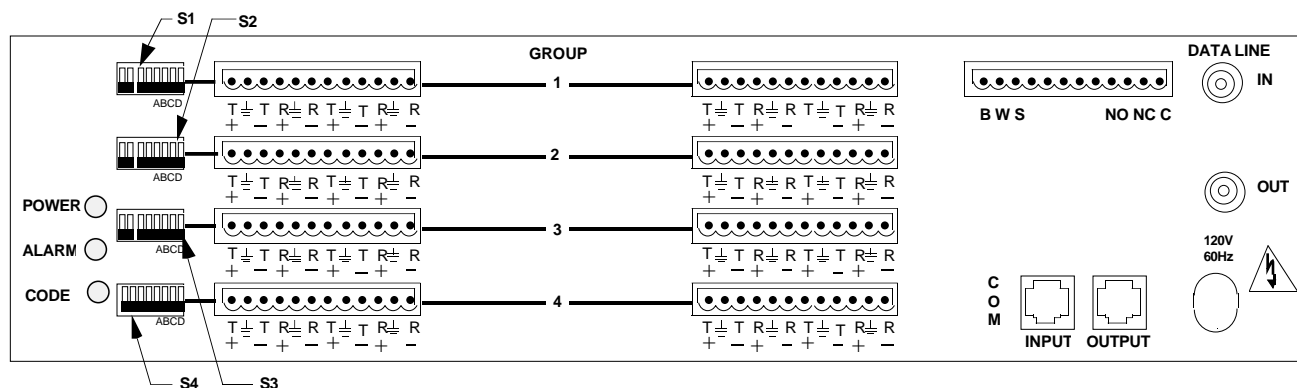 S1
S2
GROUP
DATA LINE
1
IN
ABCD
T ⏚ T R ⏚ R T ⏚ T R ⏚ R
+ − + − + − + −
T ⏚ T R ⏚ R T ⏚ T R ⏚ R
+ − + − − + −
B W S
NO NC C
2
ABCD
T ⏚ T R ⏚ R T ⏚ T R ⏚ R
+ − + − + − + −
T ⏚ T R ⏚ R T ⏚ T R ⏚ R
+ − + − + − + −
OUT
POWER
3
ALARM
ABCD
T ⏚ T R ⏚ R T ⏚ T R ⏚ R
+ − + − + − + −
T ⏚ T R ⏚ R T ⏚ T R ⏚ R
+ − + − + − + −
120V
60Hz
CODE
4
COM
ABCD
T ⏚ T R ⏚ R T ⏚ T R ⏚ R
+ − + − + − + −
T ⏚ T R ⏚ R T ⏚ T R ⏚ R
+ − + − + − + −
INPUT OUTPUT
S4
S3